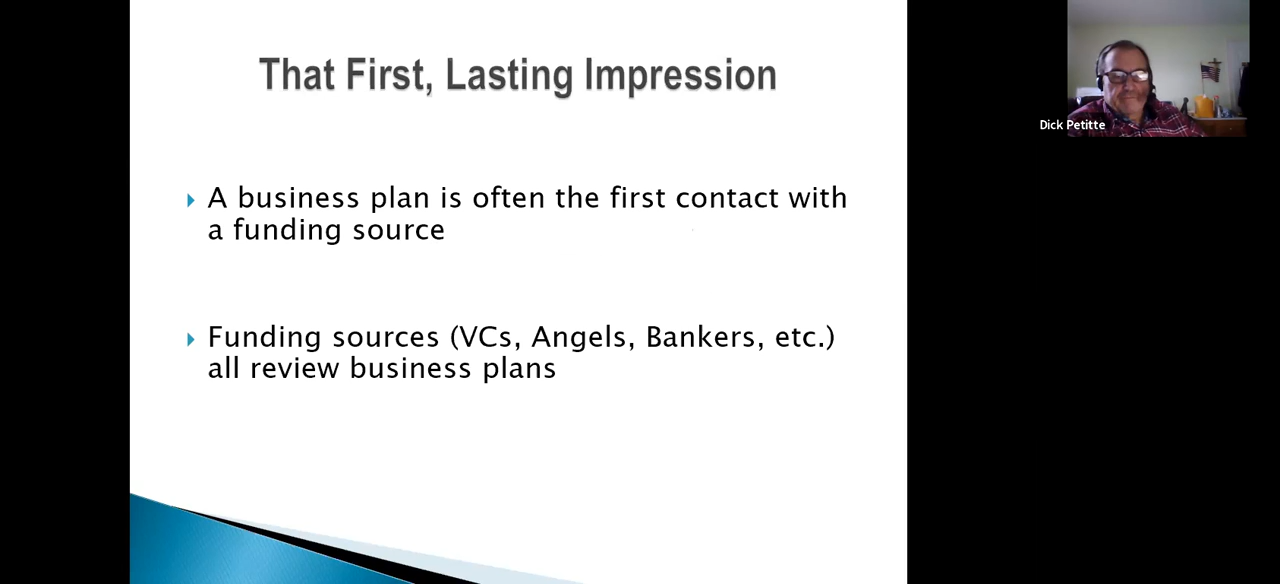 That First, Lasting Impression
A business plan is often the first contact with
a funding source
Funding sources (VCs, Angels, Bankers, etc.)
all review business plans
Dick Petitte